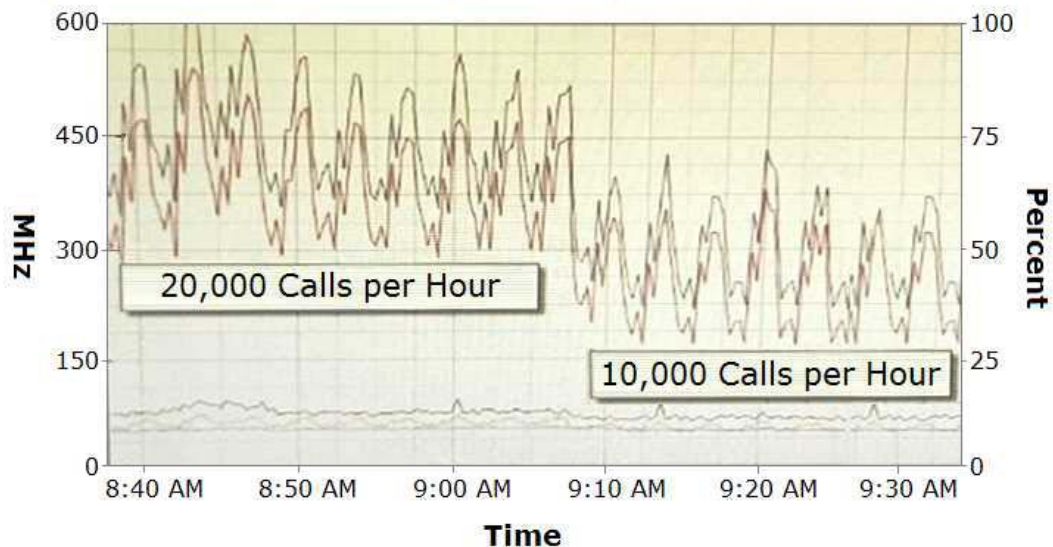 600
450
300
150
0
100
75
50
25
0
MHz
Percent
20,000 Calls per Hour
10,000 Calls per Hour
8:40 AM 8:50 AM 9:00 AM 9:10 AM 9:20 AM 9:30 AM
Time